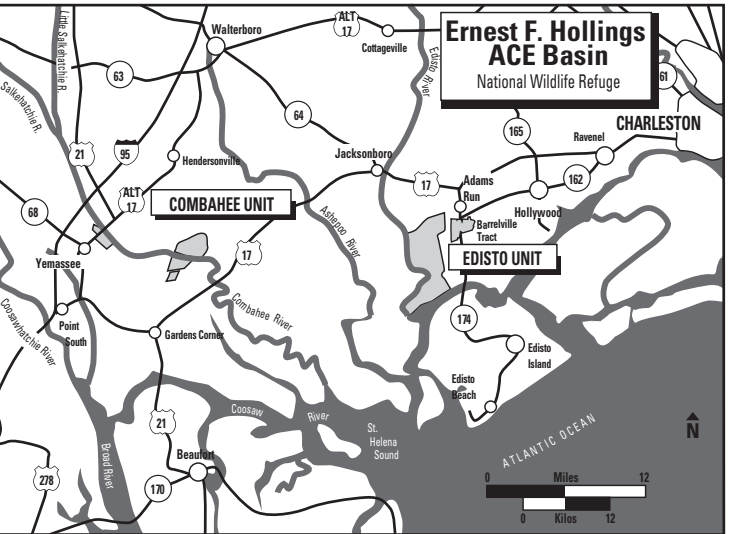 Ernest F. Hollings
ACE Basin
National Wildlife Refuge
Little Salkehatchie R.
Salkehatchie R.
Walterboro
ALT
17
Cottageville
Edisto River
61
63
64
165
CHARLESTON
Ravenel
21
95
Hendersonville
Jacksonboro
17
Adams
Run
162
ALT
17
68
COMBAHEE UNIT
Hollywood
Barrelville
Tract
Ashepoo River
EDISTO UNIT
17
Yemassee
Combahee River
Coosawhatchie River
Point
South
Gardens Corner
174
Edisto
Island
Edisto
Beach
Coosaw
River
St.
Helena
Sound
ATLANTIC OCEAN
N
21
Broad River
Beaufort
278
170
0 Miles 12
0 Kilos 12